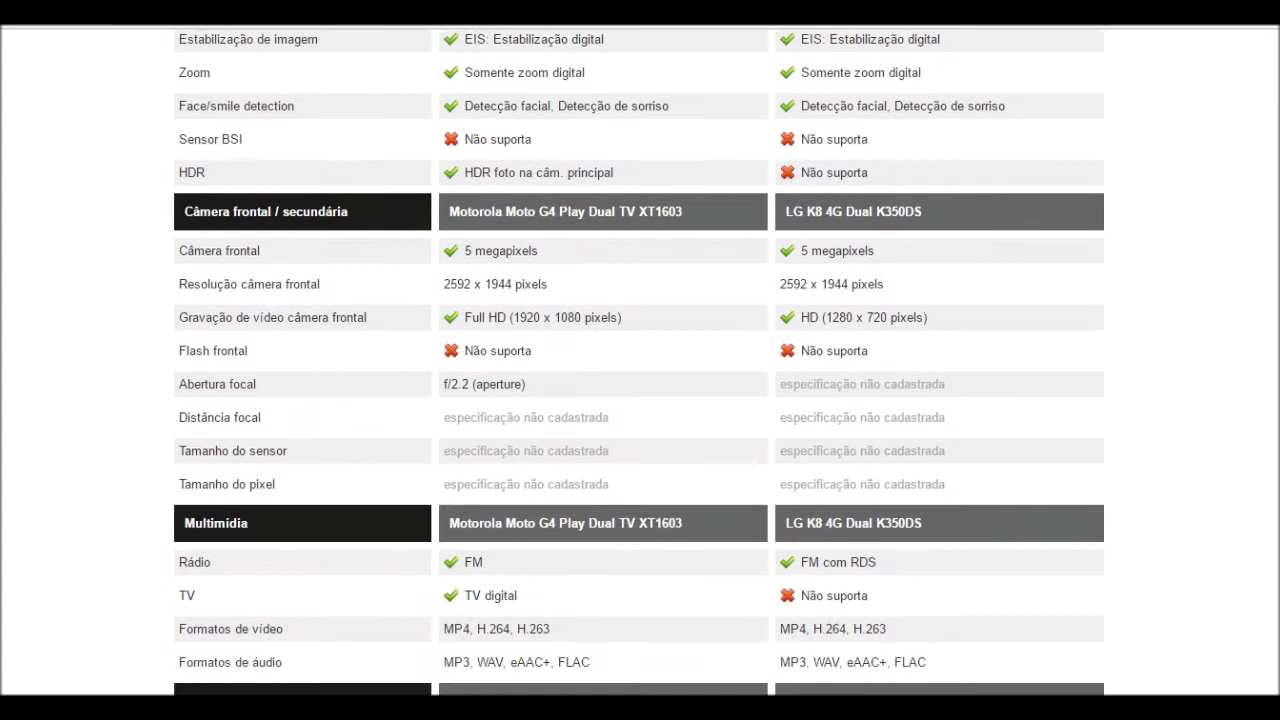 Estabilização de imagem EIS: Estabilização digital EIS: Estabilização digital
Zoom Somente zoom digital Somente zoom digital
Face/smile detection Detecção facial, Detecção de sorriso Detecção facial, Detecção de sorriso
Sensor BSI Não suporta Não suporta
HDR HDR foto na câm. principal Não suporta
Câmera frontal / secundária Motorola Moto G4 Play Dual TV XT1603 LG K8 4G Dual K350DS
Câmera frontal 5 megapixels 5 megapixels
Resolução câmera frontal 2592 x 1944 pixels 2592 x 1944 pixels
Gravação de vídeo câmera frontal Full HD (1920 x 1080 pixels) HD (1280 x 720 pixels)
Flash frontal Não suporta Não suporta
Abertura focal f/2.2 (aperture) especificação não cadastrada
Distância focal especificação não cadastrada especificação não cadastrada
Tamanho do sensor especificação não cadastrada especificação não cadastrada
Tamanho do pixel especificação não cadastrada especificação não cadastrada
Multimídia Motorola Moto G4 Play Dual TV XT1603 LG K8 4G Dual K350DS
Rádio FM FM com RDS
TV TV digital Não suporta
Formatos de vídeo MP4, H.264, H.263 MP4, H.264, H.263
Formatos de áudio MP3, WAV, eAAC+, FLAC MP3, WAV, eAAC+, FLAC